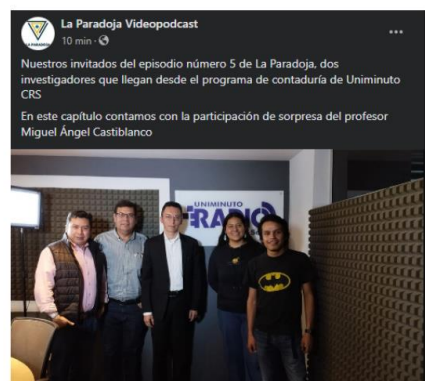 La Paradoja Videopodcast
10 min ·
Nuestros invitados del episodio número 5 de La Paradoja, dos
investigadores que llegan desde el programa de contaduría de Uniminuto
CRS
En este capítulo contamos con la participación de sorpresa del profesor
Miguel Ángel Castiblanco
UNIMINUTO
RADIO
LA PARADOJA